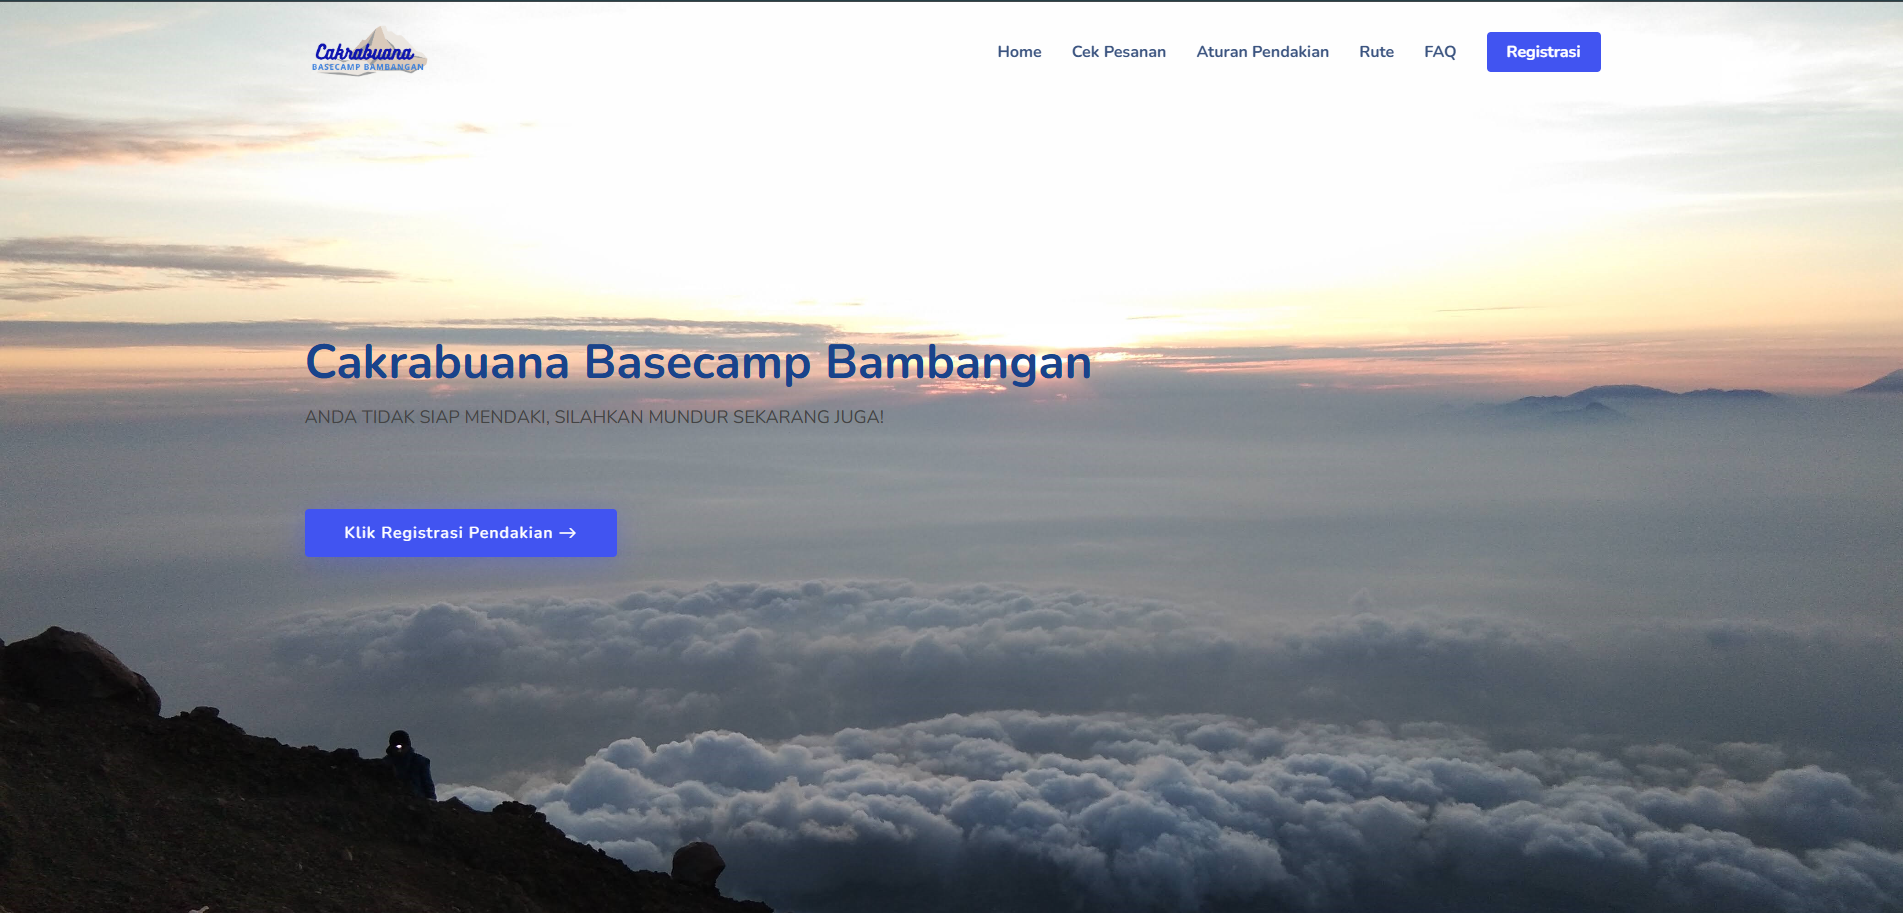 Cakrabuana
BASECAMP BAMBANGAN
Home
Cek Pesanan
Aturan Pendakian
Rute
FAQ
Registrasi
Cakrabuana Basecamp Bambangan
ANDA TIDAK SIAP MENDAKI, SILAHKAN MUNDUR SEKARANG JUGA!
Klik Registrasi Pendakian →